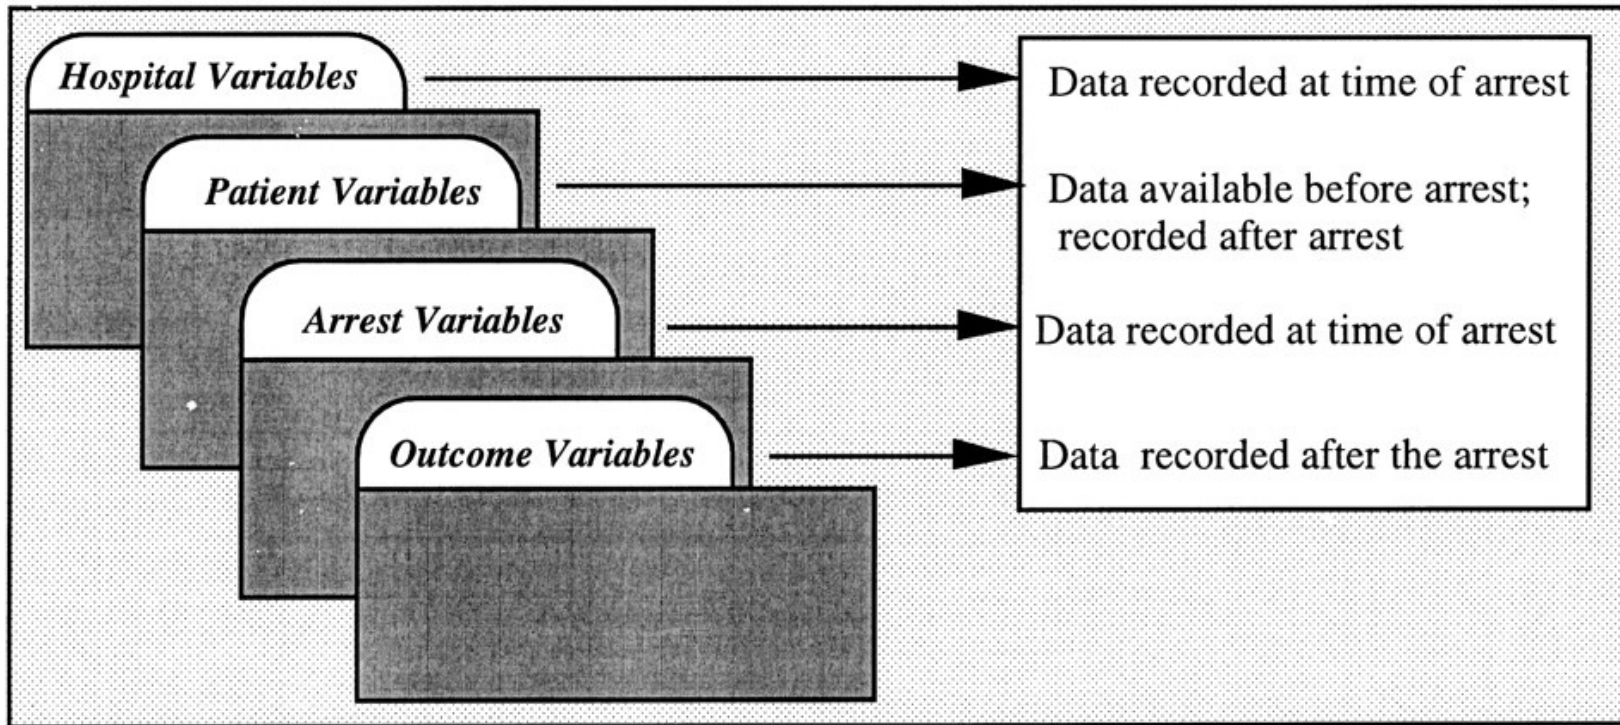 Hospital Variables
Data recorded at time of arrest
Patient Variables
Data available before arrest;
recorded after arrest
Arrest Variables
Data recorded at time of arrest
Outcome Variables
Data recorded after the arrest